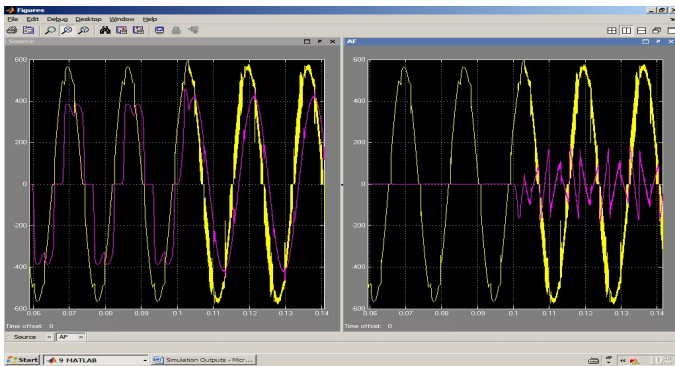 Figures
File Edit Debug Desktop Window Help
Source
AF
600
400
200
0
-200
-400
-600
0.06 0.07 0.08 0.09 0.1 0.11 0.12 0.13 0.14
Time offset: 0
600
400
200
0
-200
-400
-600
0.06 0.07 0.08 0.09 0.1 0.11 0.12 0.13 0.14
Time offset: 0
Source × AF ×
Start 9 MATLAB Simulation Outputs - Micr...